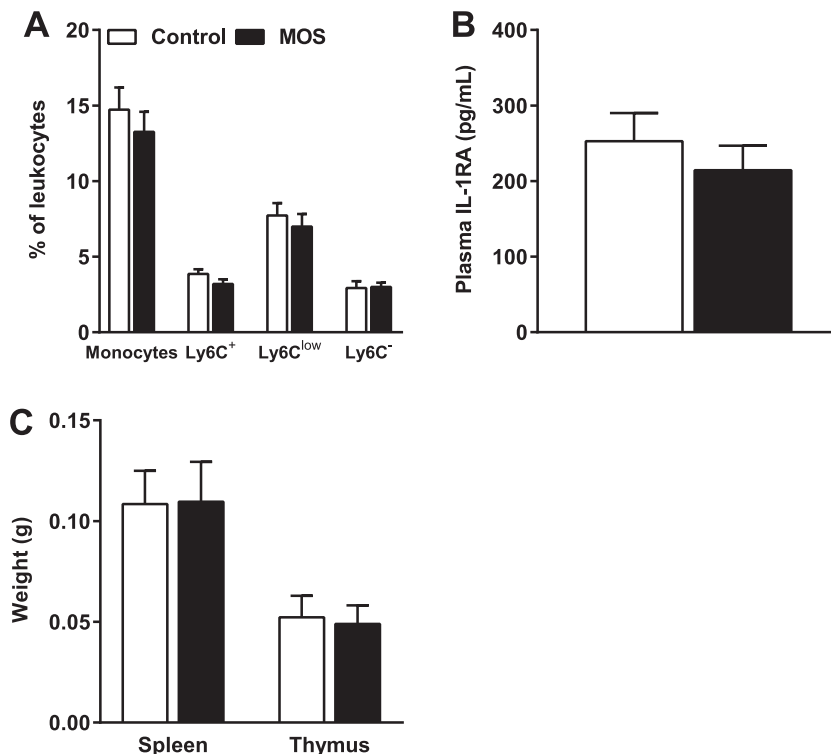 A
Control MOS
% of leukocytes
20
15
10
5
0
Monocytes Ly6C⁺ Ly6Cˡᵒʷ Ly6C⁻
B
Plasma IL-1RA (pg/mL)
400
300
200
100
0
C
Weight (g)
0.15
0.10
0.05
0.00
Spleen Thymus